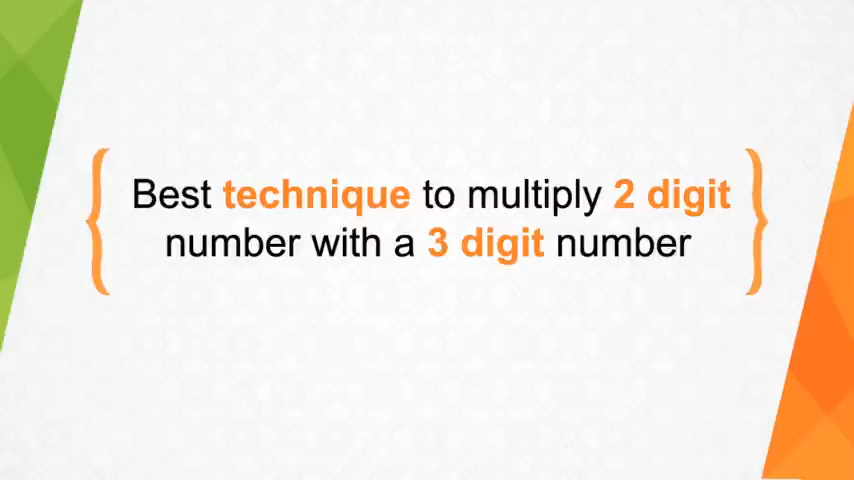 Best technique to multiply 2 digit
number with a 3 digit number